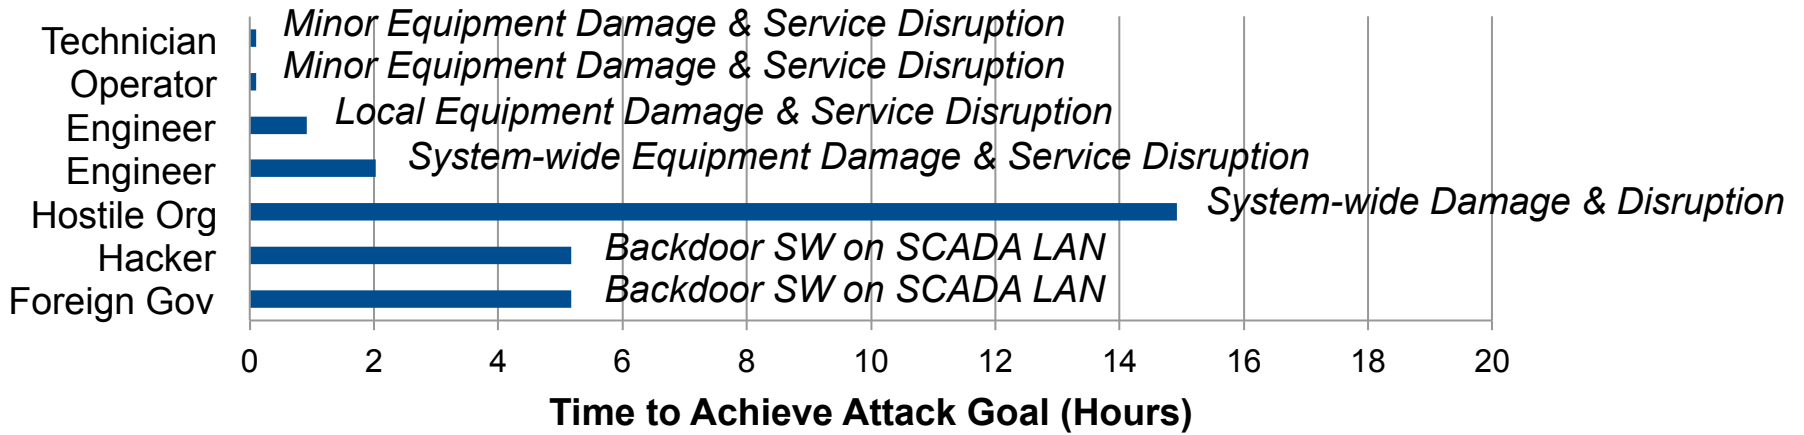 Technician Minor Equipment Damage & Service Disruption
Operator Minor Equipment Damage & Service Disruption
Engineer Local Equipment Damage & Service Disruption
Engineer System-wide Equipment Damage & Service Disruption
Hostile Org System-wide Damage & Disruption
Hacker Backdoor SW on SCADA LAN
Foreign Gov Backdoor SW on SCADA LAN
0 2 4 6 8 10 12 14 16 18 20
Time to Achieve Attack Goal (Hours)